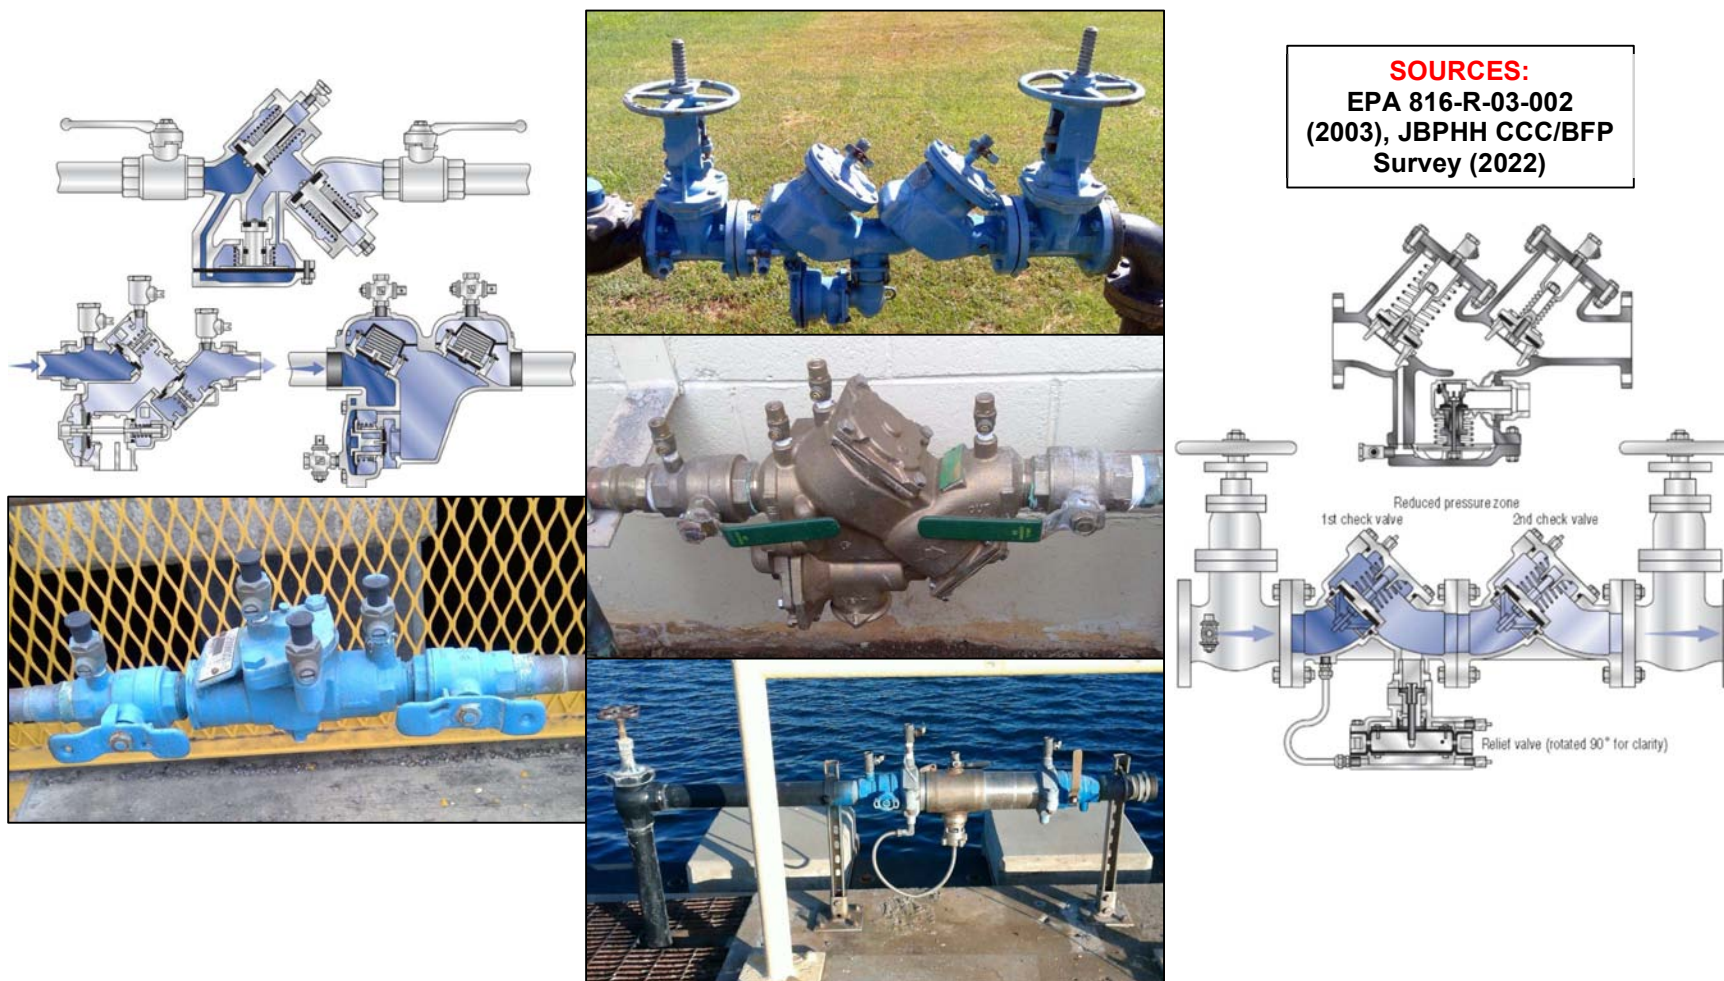 SOURCES:
EPA 816-R-03-002
(2003), JBPHH CCC/BFP
Survey (2022)
Reduced pressure zone
1st check valve
2nd check valve
Relief valve (rotated 90° for clarity)